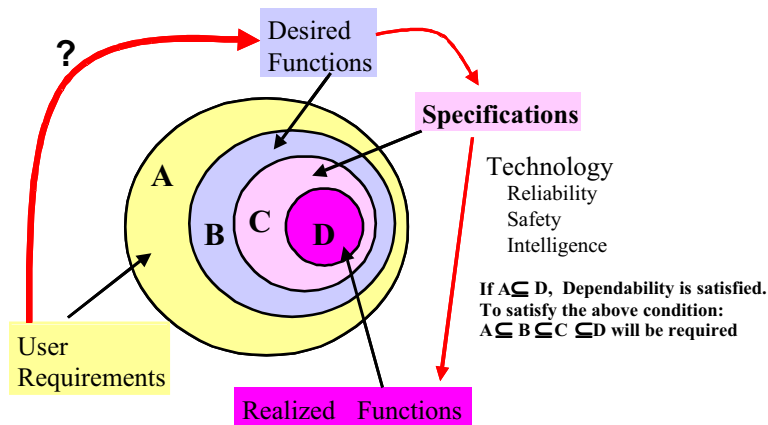 ?
Desired
Functions
Specifications
A
B
C
D
Technology
Reliability
Safety
Intelligence
If A⊆ D, Dependability is satisfied.
To satisfy the above condition:
A⊆ B ⊆C ⊆D will be required
User
Requirements
Realized Functions